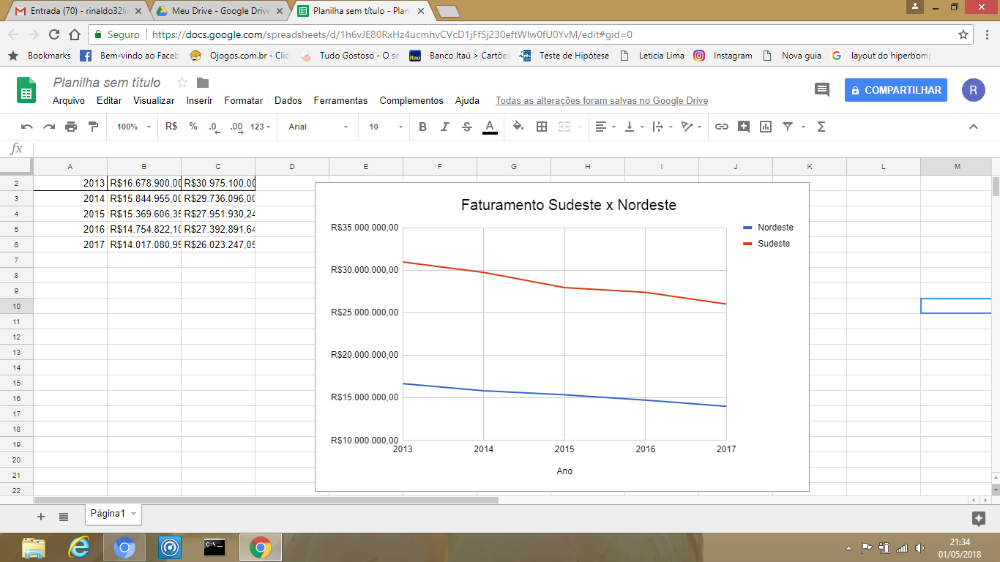 Entrada (70) - rinaldo32li
Meu Drive - Google Drive
Planilha sem título - Plani
Seguro
https://docs.google.com/spreadsheets/d/1h6vJE80RxHz4ucmhvCVcD1jFfSj230eftWIw0fU0YvM/edit#gid=0
Bookmarks
Bem-vindo ao Faceb
Ojogos.com.br - Clic
Tudo Gostoso - O se
Itaú
Banco Itaú > Cartões
Teste de Hipótese
Leticia Lima
Instagram
Nova guia
layout do hiperbomp
Planilha sem título
Arquivo Editar Visualizar Inserir Formatar Dados Ferramentas Complementos Ajuda
Todas as alterações foram salvas no Google Drive
COMPARTILHAR
R
100% R$ % .0 .00 123 Arial 10 B I S A Σ
fx
A B C D E F G H I J K L M
2 2013 R$16.678.900,00 R$30.975.100,00
3 2014 R$15.844.955,00 R$29.736.096,00
4 2015 R$15.369.606,35 R$27.951.930,24
5 2016 R$14.754.822,10 R$27.392.891,64
6 2017 R$14.017.080,99 R$26.023.247,05
7
8
9
10
11
12
13
14
15
16
17
18
19
20
21
22
Faturamento Sudeste x Nordeste
R$35.000.000,00
R$30.000.000,00
R$25.000.000,00
R$20.000.000,00
R$15.000.000,00
R$10.000.000,00
2013 2014 2015 2016 2017
Ano
Nordeste
Sudeste
Página1
C:\.
21:34
01/05/2018